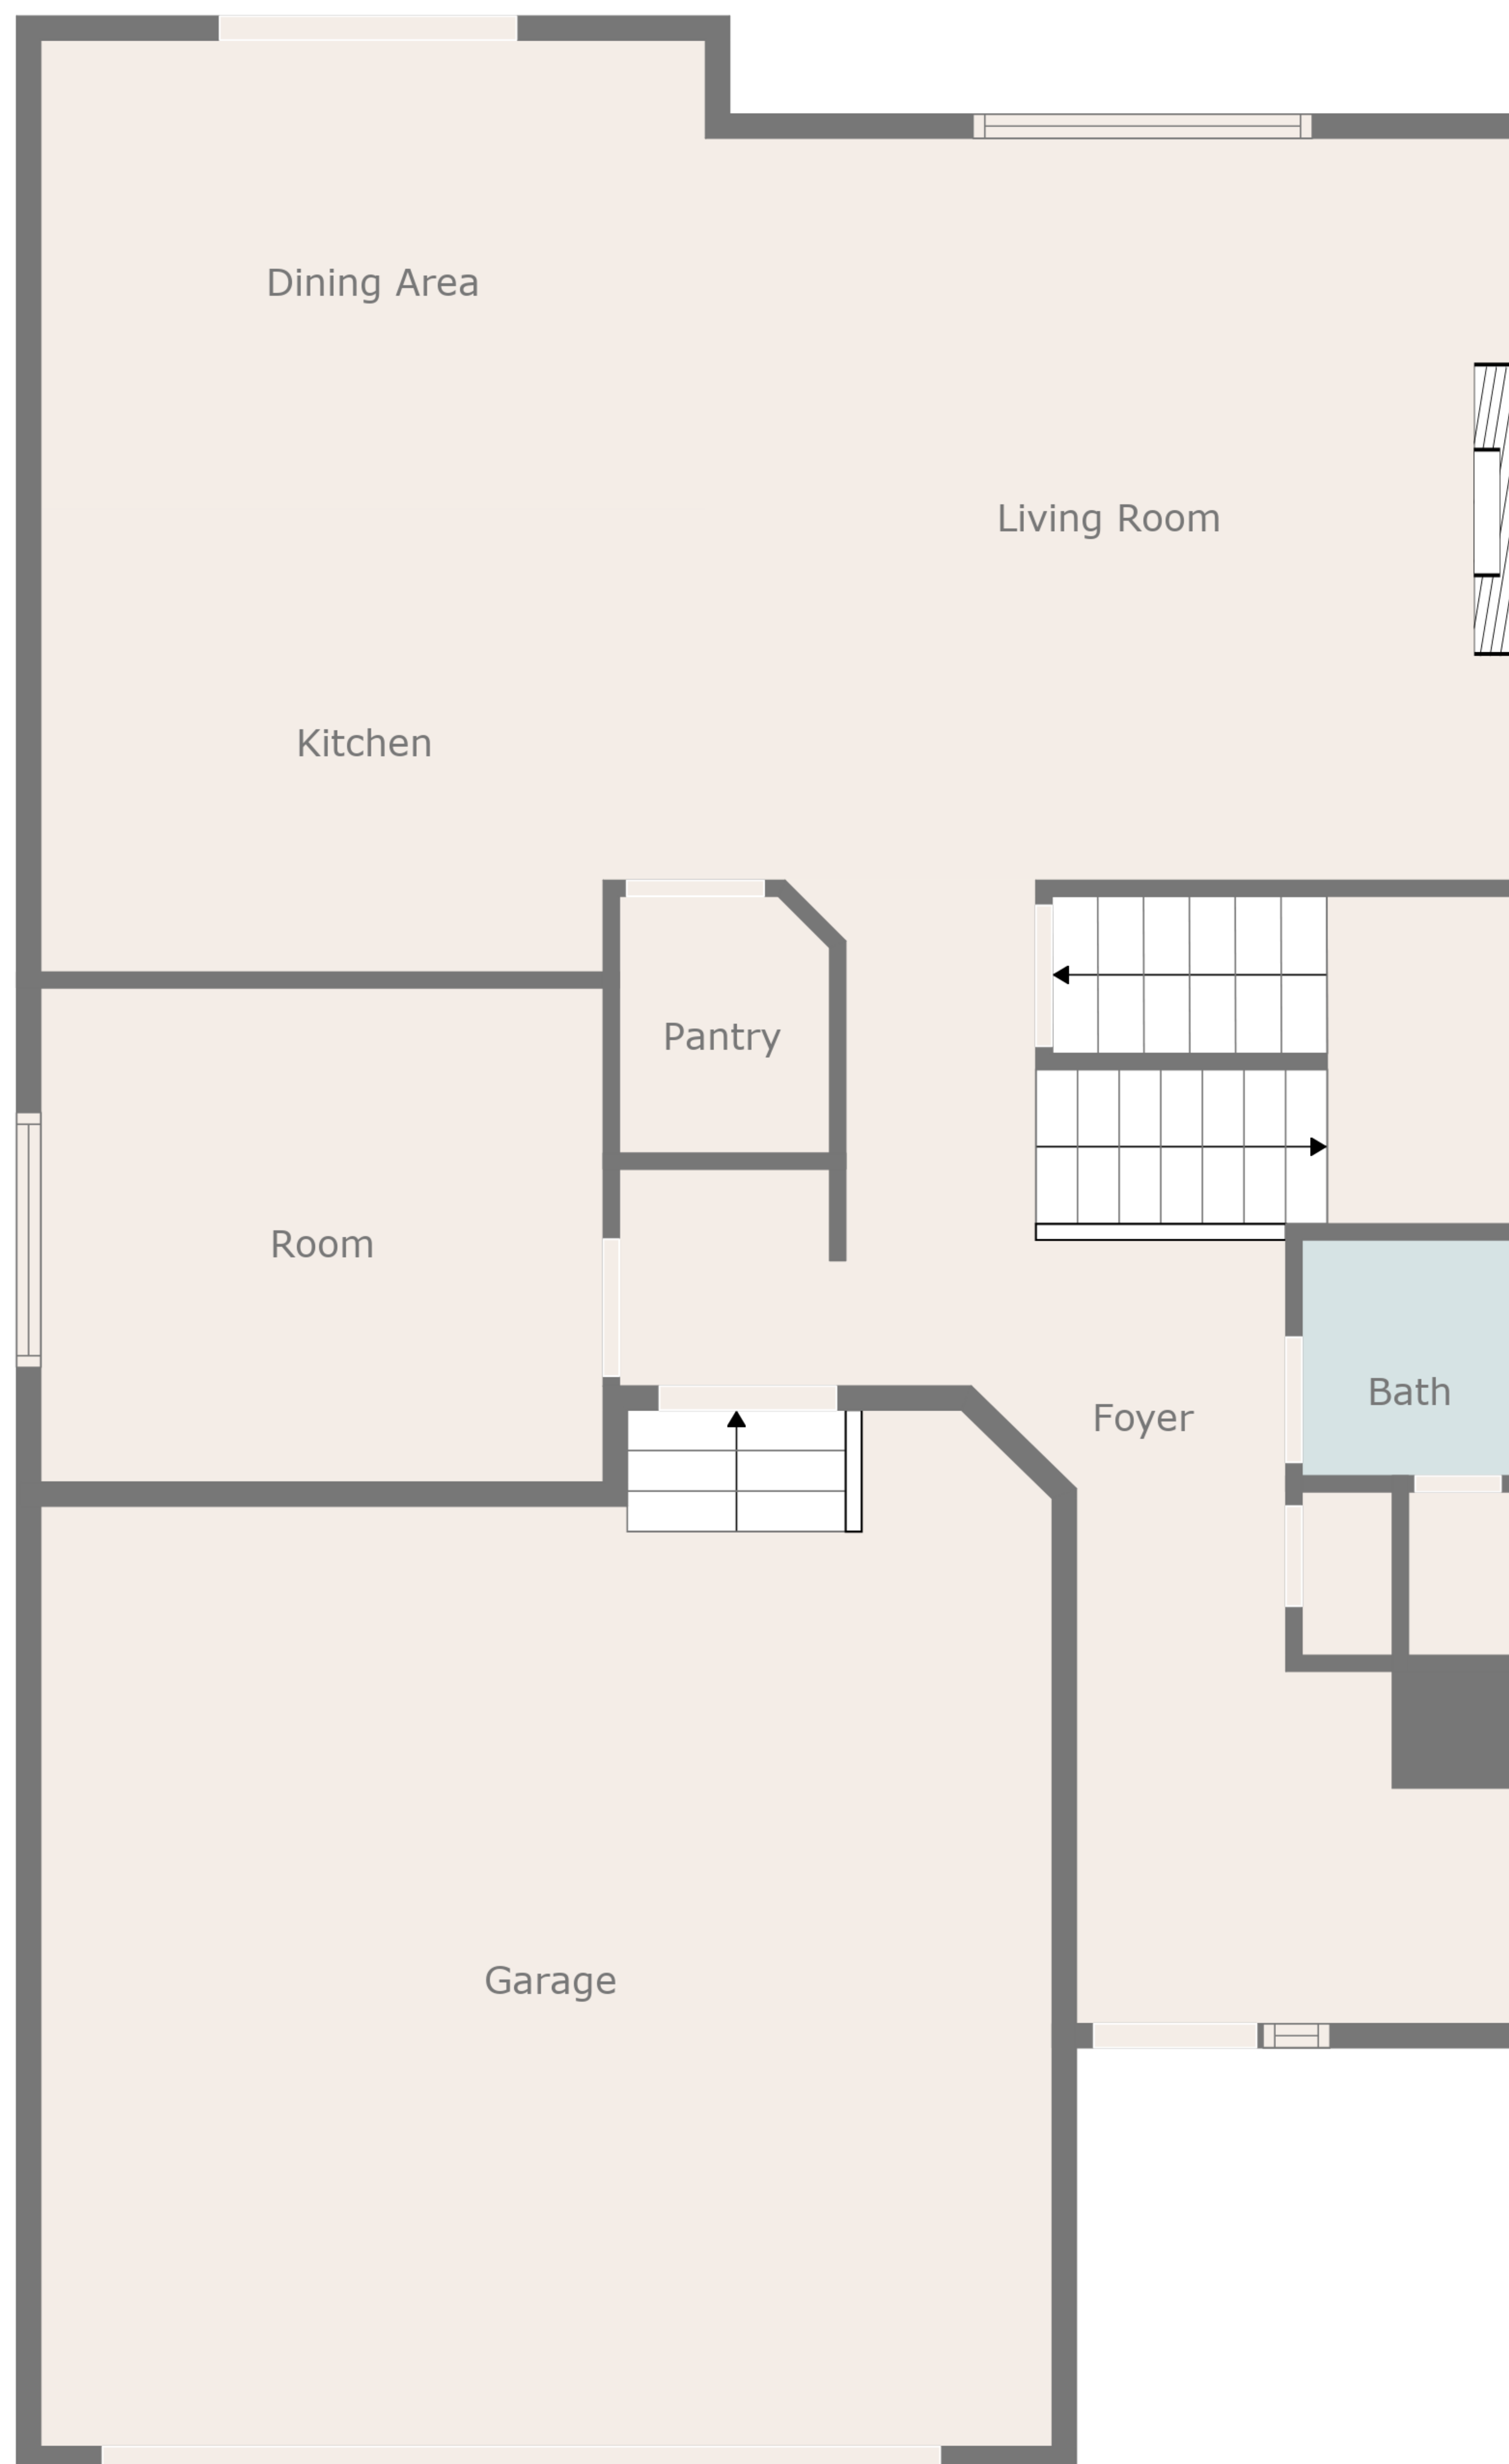 Dining Area
Living Room
Kitchen
Pantry
Room
Bath
Foyer
Garage